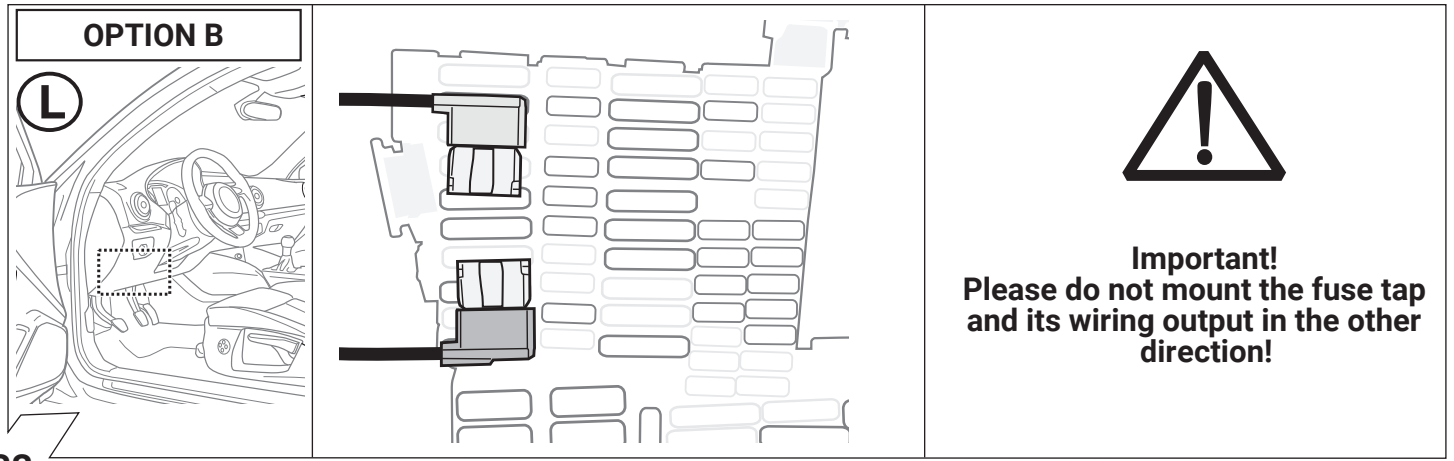 OPTION B
L
Important!
Please do not mount the fuse tap
and its wiring output in the other
direction!